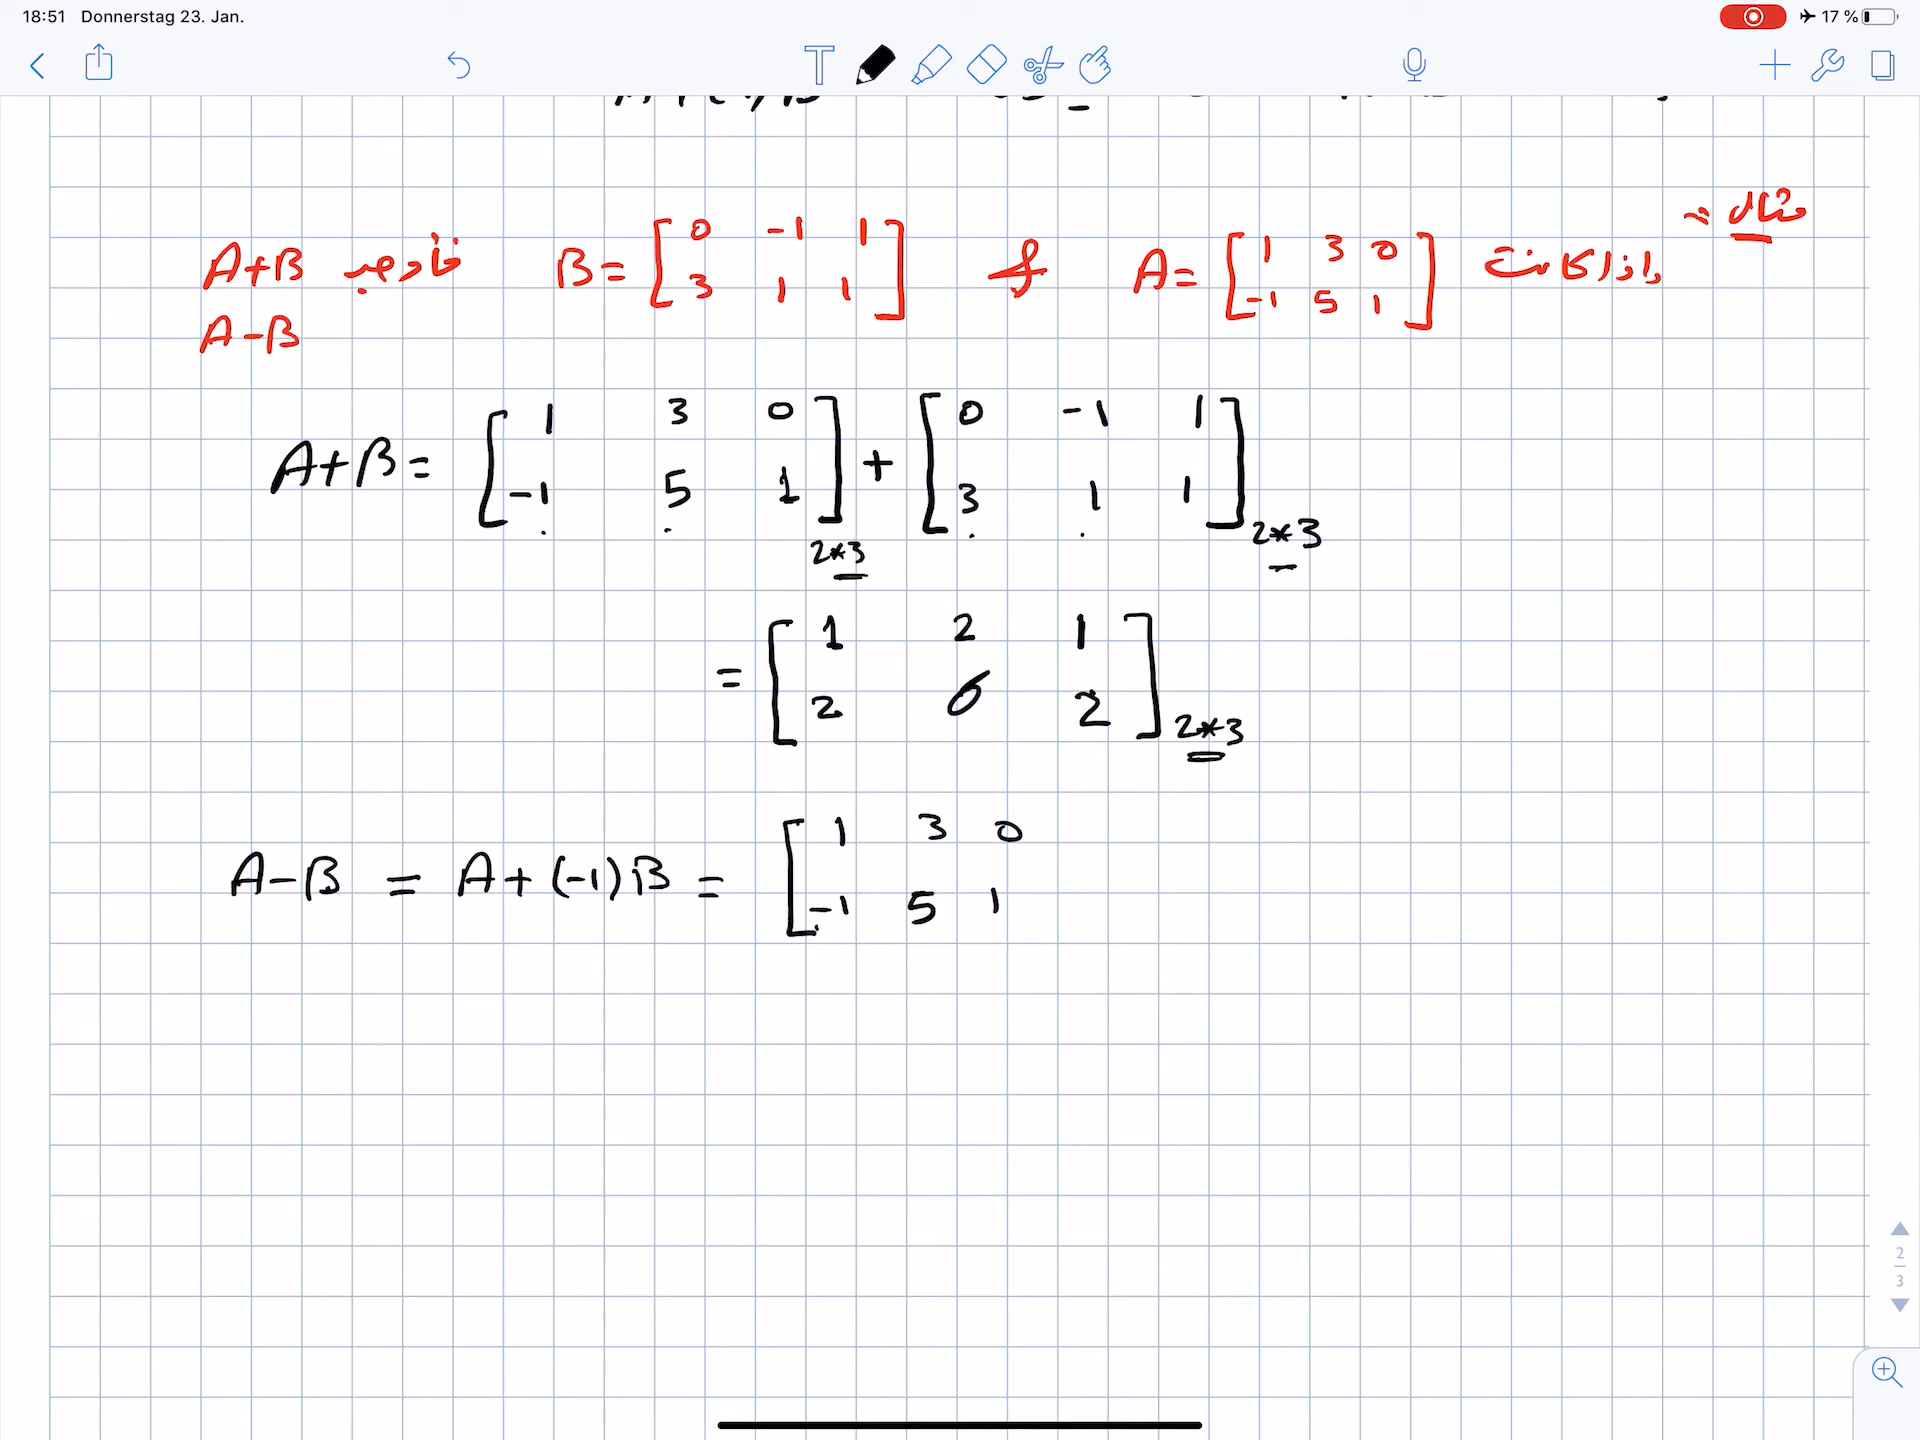 18:51 Donnerstag 23. Jan.
17 %
مثال :
إذا كانت A = [ 1 3 0
-1 5 1 ] و B = [ 0 -1 1
3 1 1 ] فأوجد A+B
A-B
A+B = [ 1 3 0
-1 5 1 ] 2*3 + [ 0 -1 1
3 1 1 ] 2*3
= [ 1 2 1
2 6 2 ] 2*3
A-B = A+(-1)B = [ 1 3 0
-1 5 1
2
3